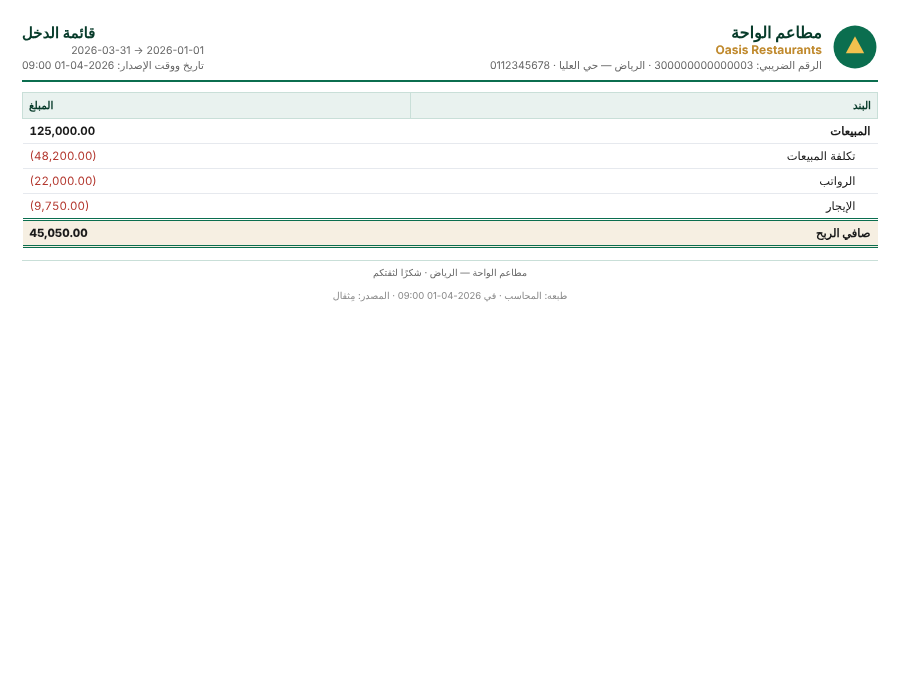 مطاعم الواحة
Oasis Restaurants
الرقم الضريبي: 300000000000003 · الرياض — حي العليا · 0112345678
قائمة الدخل
2026-01-01 → 2026-03-31
تاريخ ووقت الإصدار: 2026-04-01 09:00
البند المبلغ
المبيعات 125,000.00
تكلفة المبيعات (48,200.00)
الرواتب (22,000.00)
الإيجار (9,750.00)
صافي الربح 45,050.00
مطاعم الواحة — الرياض · شكرًا لثقتكم
طبعه: المحاسب · في 2026-04-01 09:00 · المصدر: مِثقال